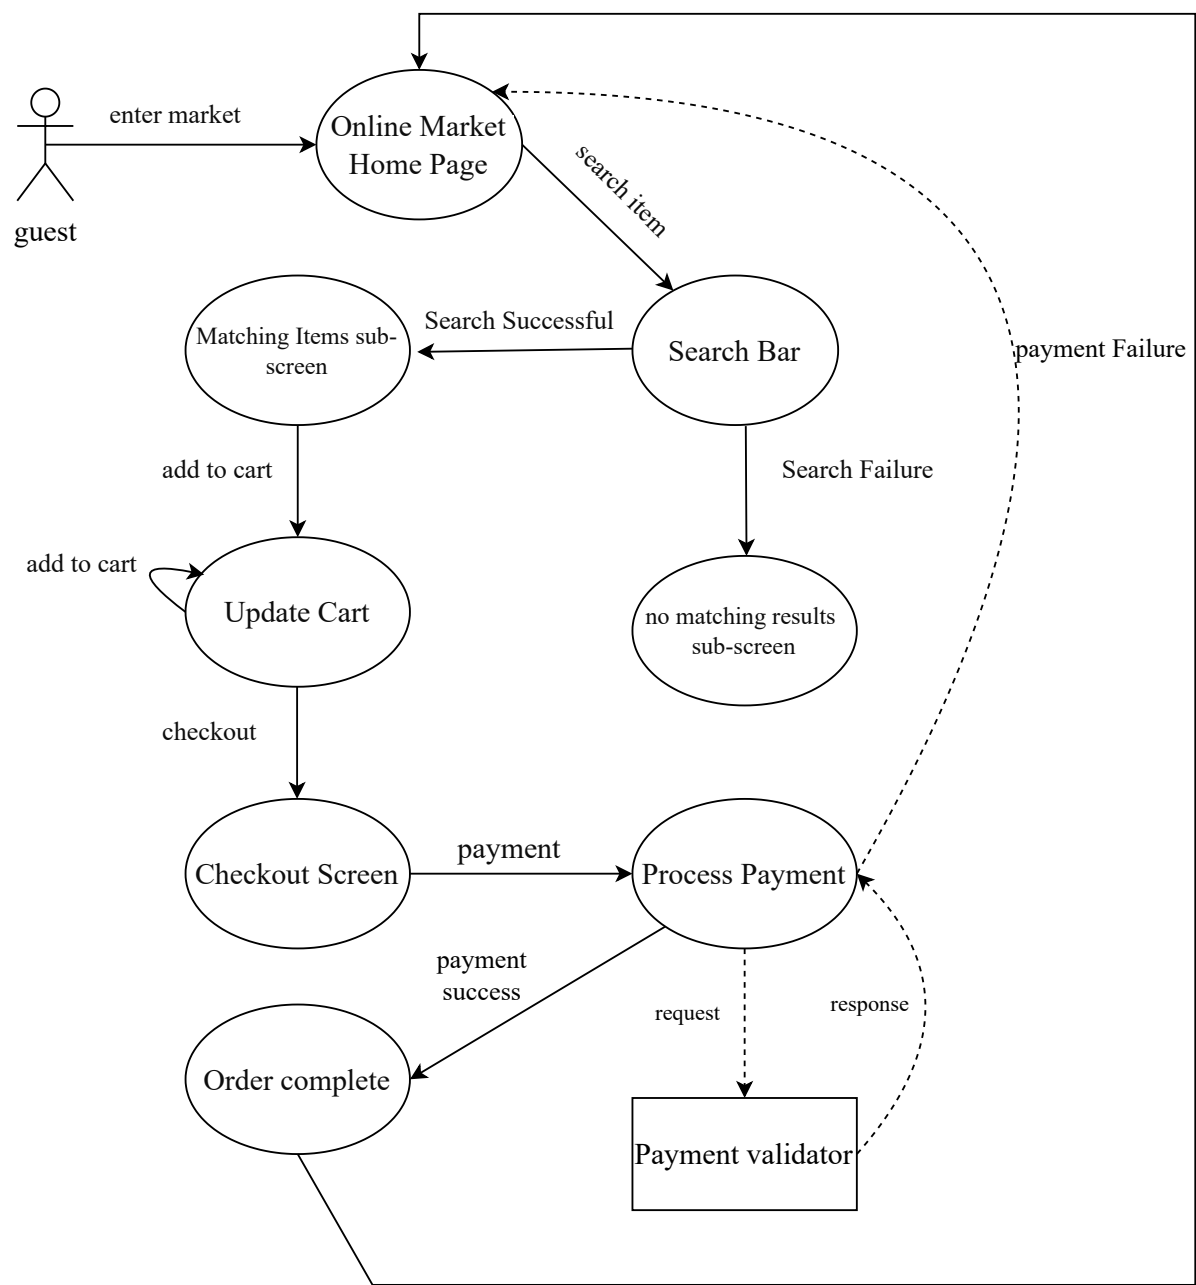 enter market
Online Market
Home Page
guest
search item
Search Successful
Matching Items sub-
screen
Search Bar
payment Failure
add to cart
Search Failure
add to cart
Update Cart
no matching results
sub-screen
checkout
payment
Checkout Screen
Process Payment
payment
success
request
response
Order complete
Payment validator